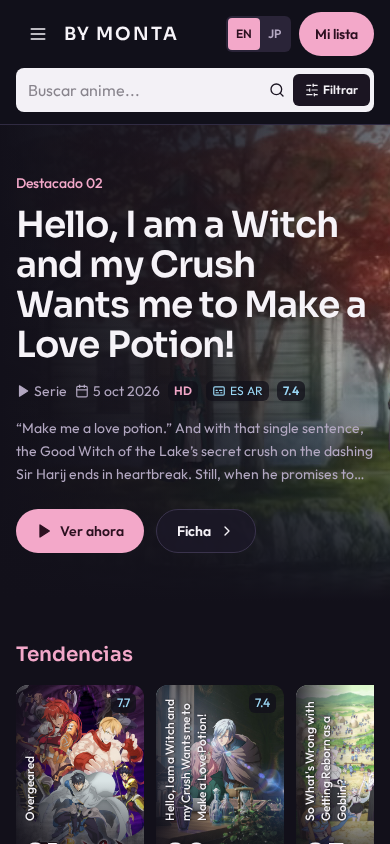 BY MONTA
EN JP
Mi lista
Buscar anime...
Filtrar
Destacado 02
Hello, I am a Witch
and my Crush
Wants me to Make a
Love Potion!
Serie 5 oct 2026 HD ES AR 7.4
“Make me a love potion.” And with that single sentence,
the Good Witch of the Lake’s secret crush on the dashing
Sir Harij ends in heartbreak. Still, when he promises to…
Ver ahora
Ficha
Tendencias
7.7
Overgeared
7.4
Hello, I am a Witch and
my Crush Wants me to
Make a Love Potion!
So What's Wrong with
Getting Reborn as a
Goblin?